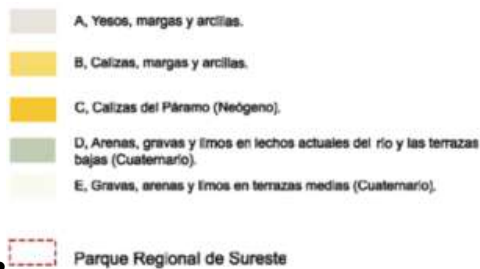 A, Yesos, margas y arcillas.
B, Calizas, margas y arcillas.
C, Calizas del Páramo (Neógeno).
D, Arenas, gravas y limos en lechos actuales del río y las terrazas
bajas (Cuaternario).
E, Gravas, arenas y limos en terrazas medias (Cuaternario).
Parque Regional de Sureste